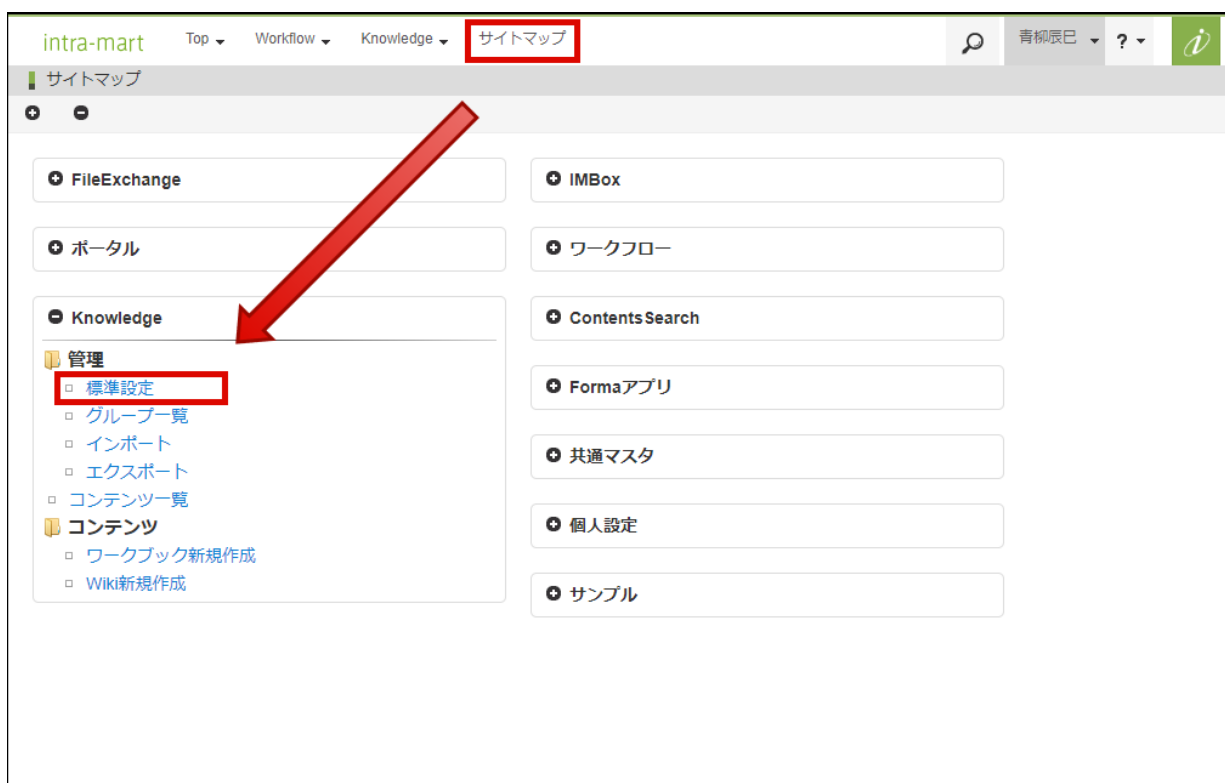 intra-mart Top Workflow Knowledge サイトマップ 青柳辰巳 ?
サイトマップ
FileExchange
ポータル
Knowledge
管理
標準設定
グループ一覧
インポート
エクスポート
コンテンツ一覧
コンテンツ
ワークブック新規作成
Wiki新規作成
IMBox
ワークフロー
ContentsSearch
Formaアプリ
共通マスタ
個人設定
サンプル